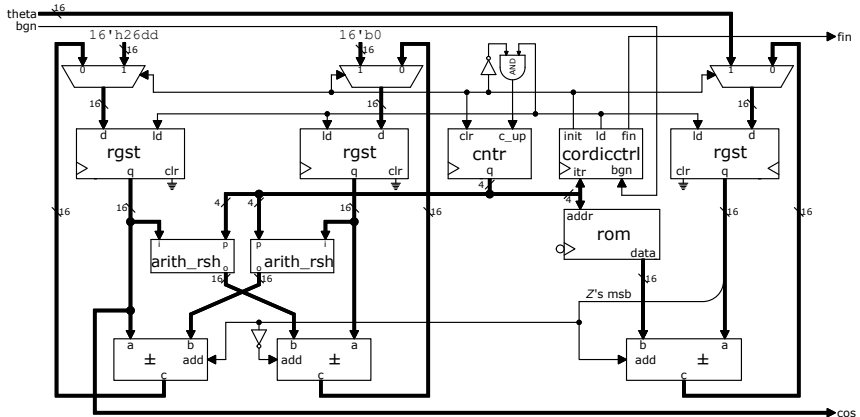 theta 16
bgn
16'h26dd 16'b0
fin
0 1 1 0 1 0
AND
16 16 16
d ld ld d clr c_up init ld fin ld d
rgst rgst cntr cordicctrl rgst
q clr q clr q itr bgn clr q
4 4 4 4
16 16 16 16 16 16
addr
rom
data
i p p i
arith_rsh arith_rsh
o o
16 16 16
Z's msb
a b b a b a
± add add ± add ±
c c c
cos